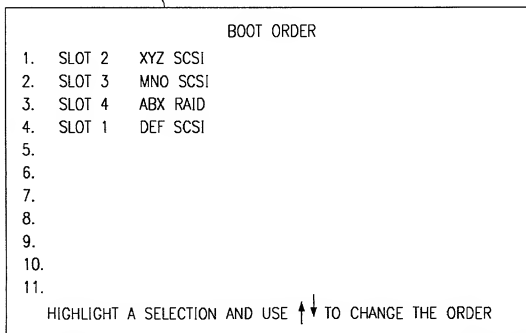 BOOT ORDER
1. SLOT 2 XYZ SCSI
2. SLOT 3 MNO SCSI
3. SLOT 4 ABX RAID
4. SLOT 1 DEF SCSI
5.
6.
7.
8.
9.
10.
11.
HIGHLIGHT A SELECTION AND USE ↑↓ TO CHANGE THE ORDER